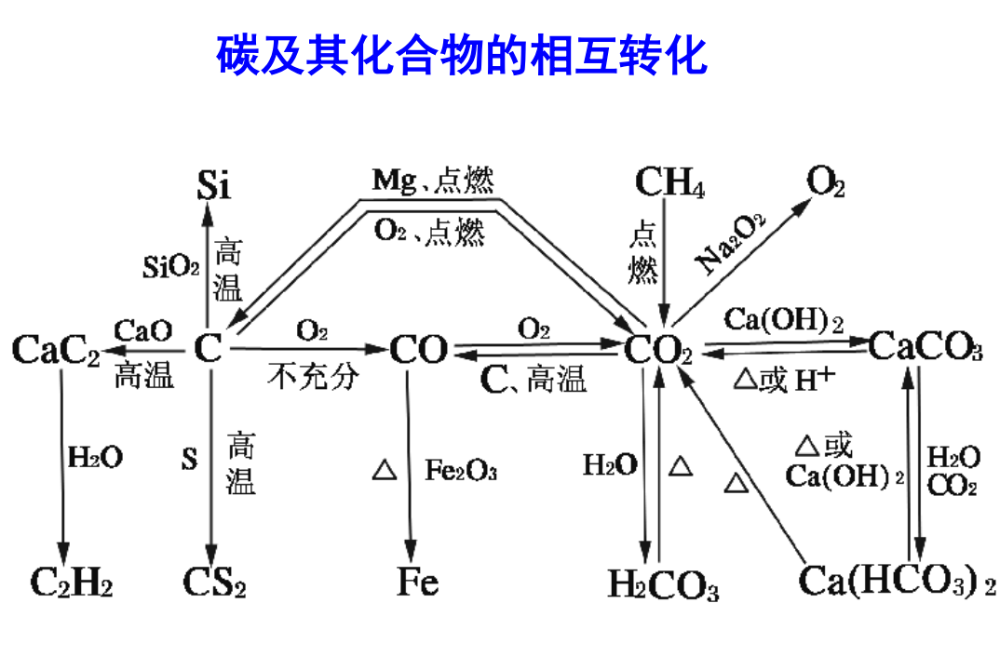 碳及其化合物的相互转化
Si
Mg、点燃
CH₄
O₂
O₂、点燃
点燃
Na₂O₂
SiO₂
高温
CaC₂
CaO
高温
C
O₂
不充分
CO
O₂
C、高温
CO₂
Ca(OH)₂
△或 H⁺
CaCO₃
H₂O
S
高温
△
Fe₂O₃
H₂O
△
△
△或
Ca(OH)₂
H₂O
CO₂
C₂H₂
CS₂
Fe
H₂CO₃
Ca(HCO₃)₂